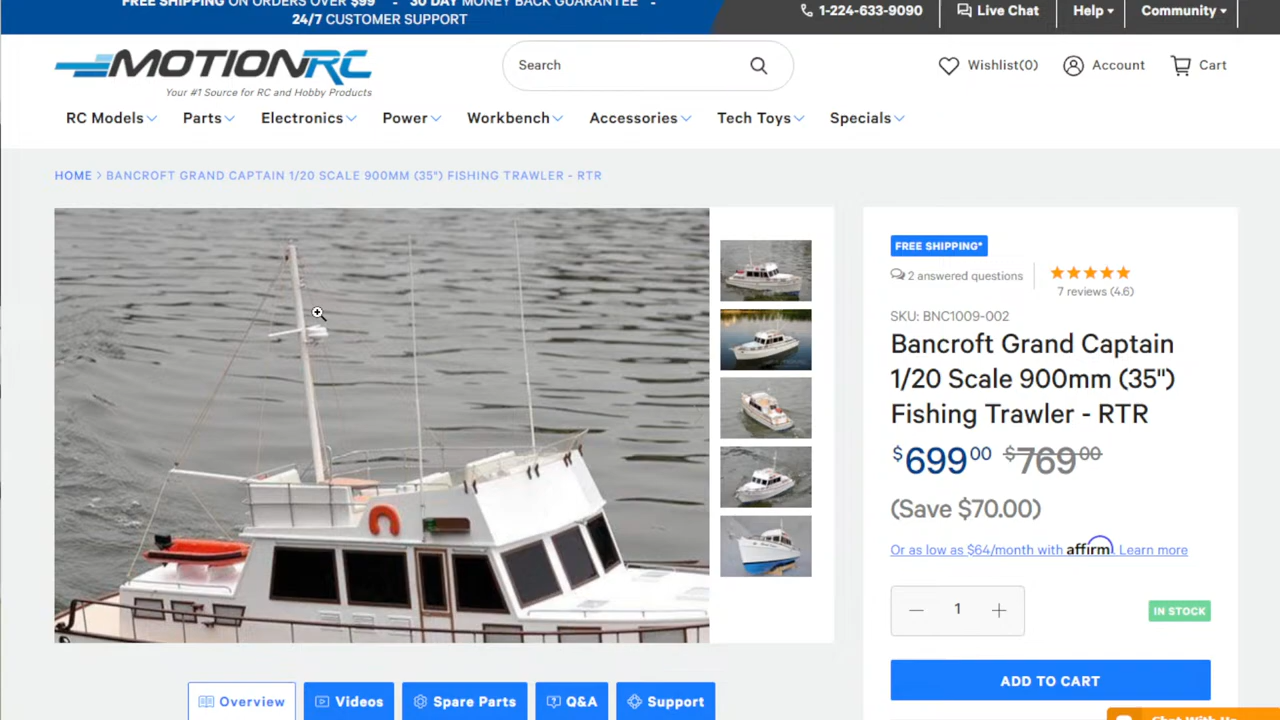 FREE SHIPPING ON ORDERS OVER $99 - 30 DAY MONEY BACK GUARANTEE -
24/7 CUSTOMER SUPPORT
1-224-633-9090
Live Chat
Help
Community
MOTIONRC
Your #1 Source for RC and Hobby Products
Search
Wishlist(0)
Account
Cart
RC Models
Parts
Electronics
Power
Workbench
Accessories
Tech Toys
Specials
HOME > BANCROFT GRAND CAPTAIN 1/20 SCALE 900MM (35") FISHING TRAWLER - RTR
FREE SHIPPING*
2 answered questions
7 reviews (4.6)
SKU: BNC1009-002
Bancroft Grand Captain
1/20 Scale 900mm (35")
Fishing Trawler - RTR
$699.00 $769.00
(Save $70.00)
Or as low as $64/month with affirm. Learn more
1
IN STOCK
ADD TO CART
Overview
Videos
Spare Parts
Q&A
Support
Chat With Us